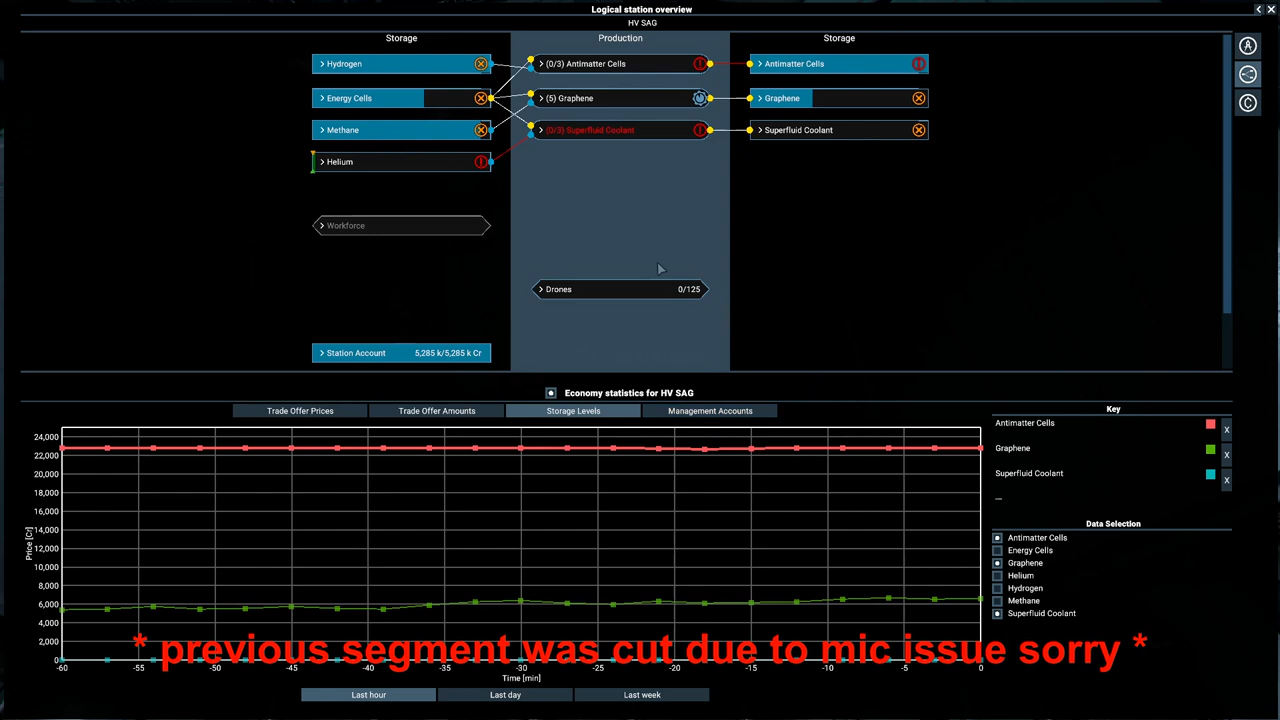 Logical station overview
HV SAG
Storage
Production
Storage
Hydrogen
(0/3) Antimatter Cells
Antimatter Cells
Energy Cells
(5) Graphene
Graphene
Methane
(0/3) Superfluid Coolant
Superfluid Coolant
Helium
Workforce
Drones 0/125
Station Account 5,285 k/5,285 k Cr
Economy statistics for HV SAG
Trade Offer Prices
Trade Offer Amounts
Storage Levels
Management Accounts
Key
Antimatter Cells
X
Graphene
X
Superfluid Coolant
X
Data Selection
Antimatter Cells
Energy Cells
Graphene
Helium
Hydrogen
Methane
Superfluid Coolant
Price [Cr]
24,000
22,000
20,000
18,000
16,000
14,000
12,000
10,000
8,000
6,000
4,000
2,000
0
* previous segment was cut due to mic issue sorry *
-60 -55 -50 -45 -40 -35 -30 -25 -20 -15 -10 -5 0
Time [min]
Last hour
Last day
Last week